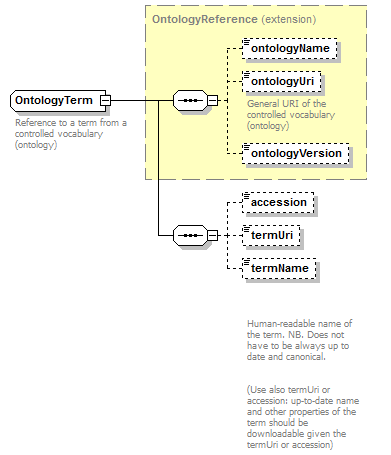 OntologyReference (extension)
ontologyName
ontologyUri
General URI of the
controlled vocabulary
(ontology)
ontologyVersion
OntologyTerm
Reference to a term from a
controlled vocabulary
(ontology)
accession
termUri
termName
Human-readable name of
the term. NB. Does not
have to be always up to
date and canonical.
(Use also termUri or
accession: up-to-date name
and other properties of the
term should be
downloadable given the
termUri or accession)